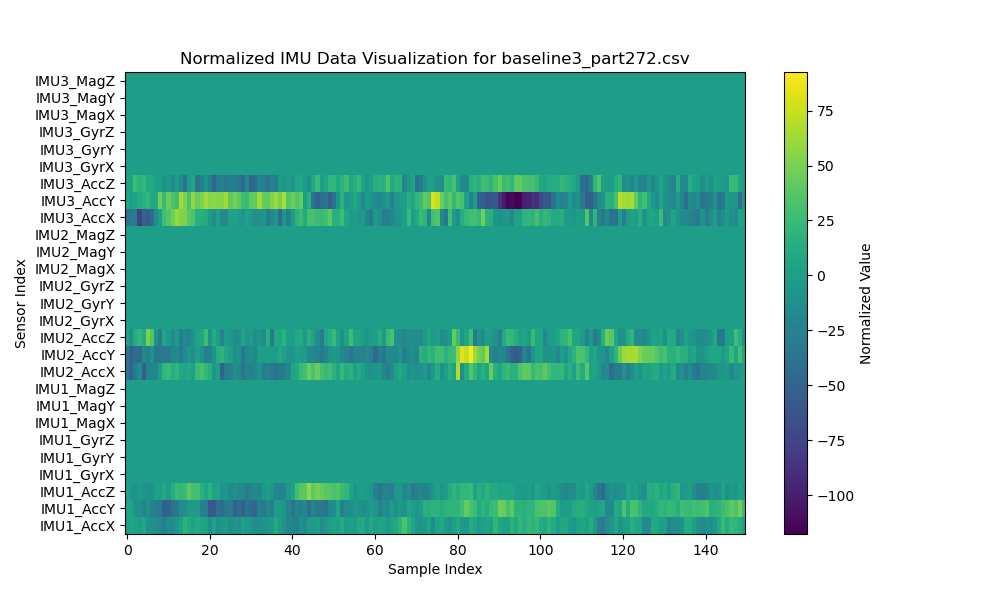 Normalized IMU Data Visualization for baseline3_part272.csv
IMU3_MagZ
IMU3_MagY
IMU3_MagX
IMU3_GyrZ
IMU3_GyrY
IMU3_GyrX
IMU3_AccZ
IMU3_AccY
IMU3_AccX
IMU2_MagZ
IMU2_MagY
IMU2_MagX
IMU2_GyrZ
IMU2_GyrY
IMU2_GyrX
IMU2_AccZ
IMU2_AccY
IMU2_AccX
IMU1_MagZ
IMU1_MagY
IMU1_MagX
IMU1_GyrZ
IMU1_GyrY
IMU1_GyrX
IMU1_AccZ
IMU1_AccY
IMU1_AccX
Sensor Index
0 20 40 60 80 100 120 140
Sample Index
75
50
25
0
−25
−50
−75
−100
Normalized Value